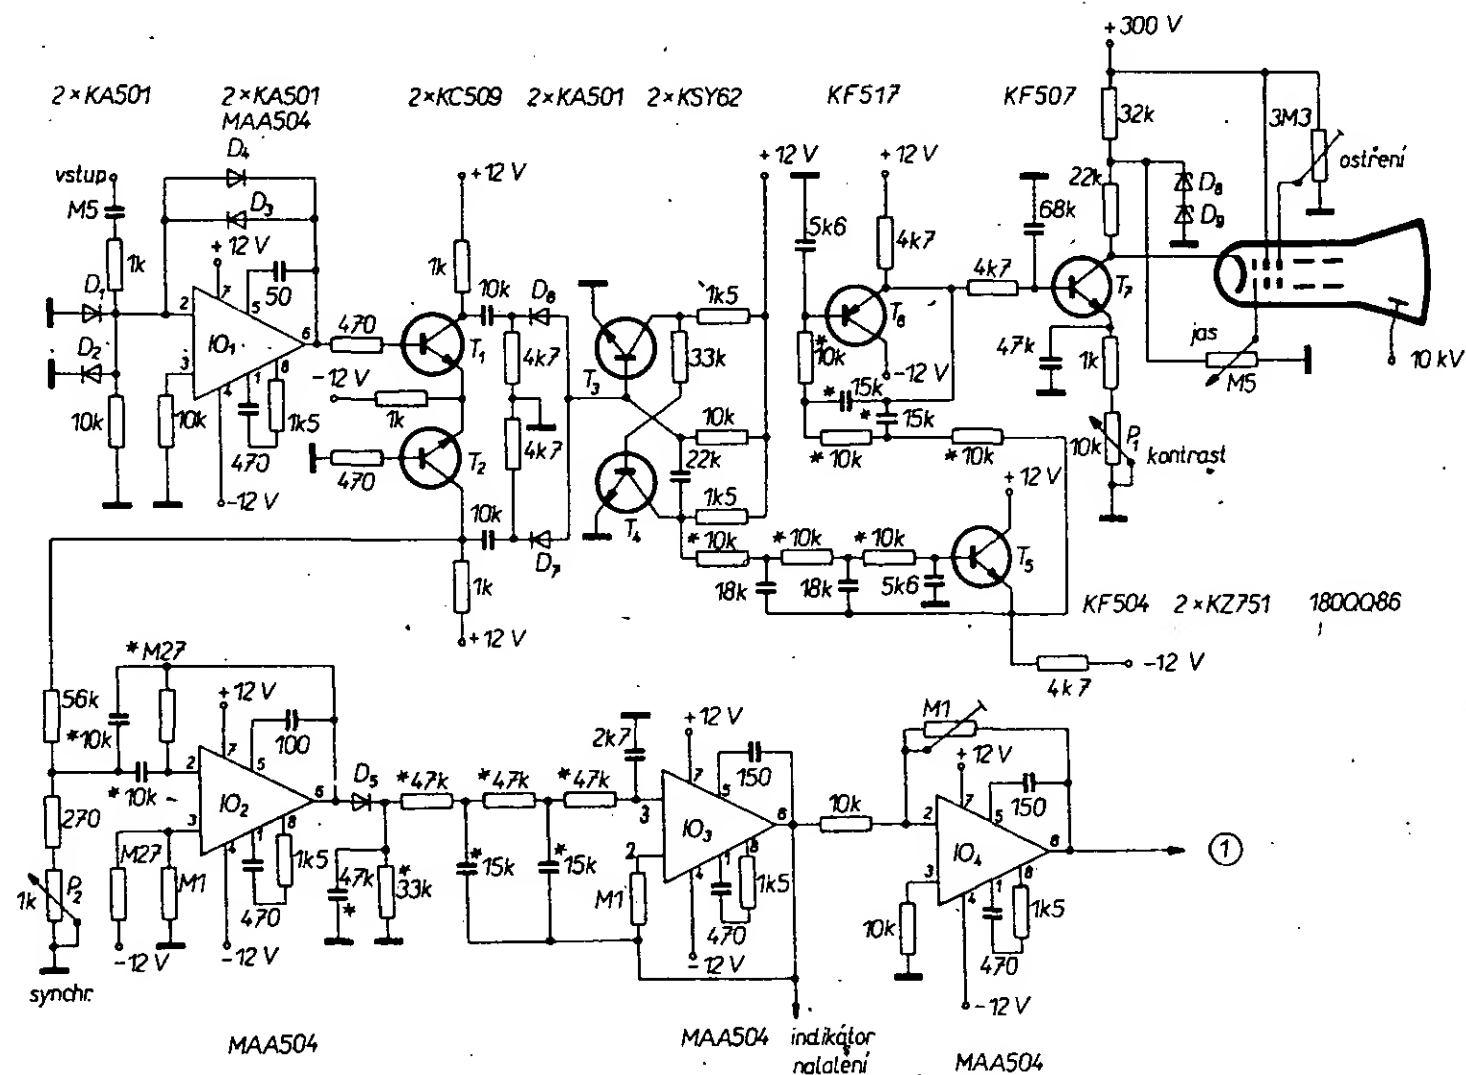 +300 V
2×KA501
2×KA501
MAA504
2×KC509
2×KA501
2×KSY62
KF517
KF507
32k
3M3
ostření
vstup
M5
D4
D3
+12 V
+12 V
+12 V
+12 V
5k6
4k7
68k
22k
D8
D9
1k
50
1k
10k
D6
1k5
4k7
T7
D1
D2
2
7
5
6
3
4
1
8
IO1
470
T1
4k7
T3
33k
T6
*10k
47k
1k
jas
M5
10 kV
-12 V
1k
-12 V
*15k
*15k
10k
10k
1k5
470
470
T2
4k7
10k
22k
*10k
*10k
10k
P1
kontrast
-12 V
10k
D7
T4
1k5
*10k
*10k
*10k
+12 V
T5
1k
18k
18k
5k6
+12 V
KF504
2×KZ751
180QQ86
-12 V
4k7
*M27
56k
+12 V
*10k
100
*10k
2
7
5
6
3
4
1
8
IO2
D5
*47k
*47k
*47k
2k7
+12 V
150
3
7
5
6
2
4
1
8
IO3
10k
M1
+12 V
150
2
7
5
6
3
4
1
8
IO4
1
270
M27
M1
1k5
47k
*
*33k
*15k
*15k
M1
1k5
1k5
P2
1k
470
470
10k
470
-12 V
-12 V
-12 V
-12 V
synchr.
MAA504
MAA504
indikátor
naladění
MAA504